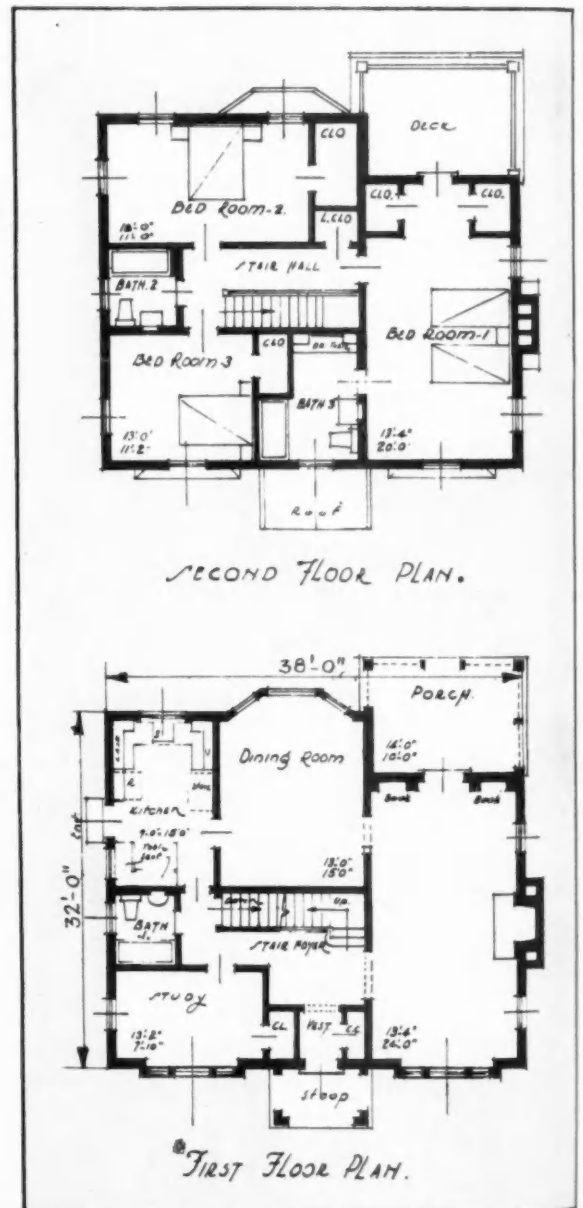 DECK
CLO
CLO.
CLO.
BED ROOM-2.
11'-0"
L.CLO
STAIR HALL
BATH.2
BED ROOM-1
BED ROOM-3
CLO
BATH 3
13'-0"
11'-2"
13'-4"
20'-0"
ROOF
SECOND FLOOR PLAN.
38'-0"
PORCH.
14'-0"
10'-0"
S
Dining Room
R
Book
Book
KITCHEN
9'-0"-15'-0"
32'-0"
13'-0"
15'-0"
Down
Up.
BATH
STAIR FOYER
STUDY
13'-2"
7'-10"
CL.
VEST
CL
13'-4"
26'-0"
Stoop
FIRST FLOOR PLAN.